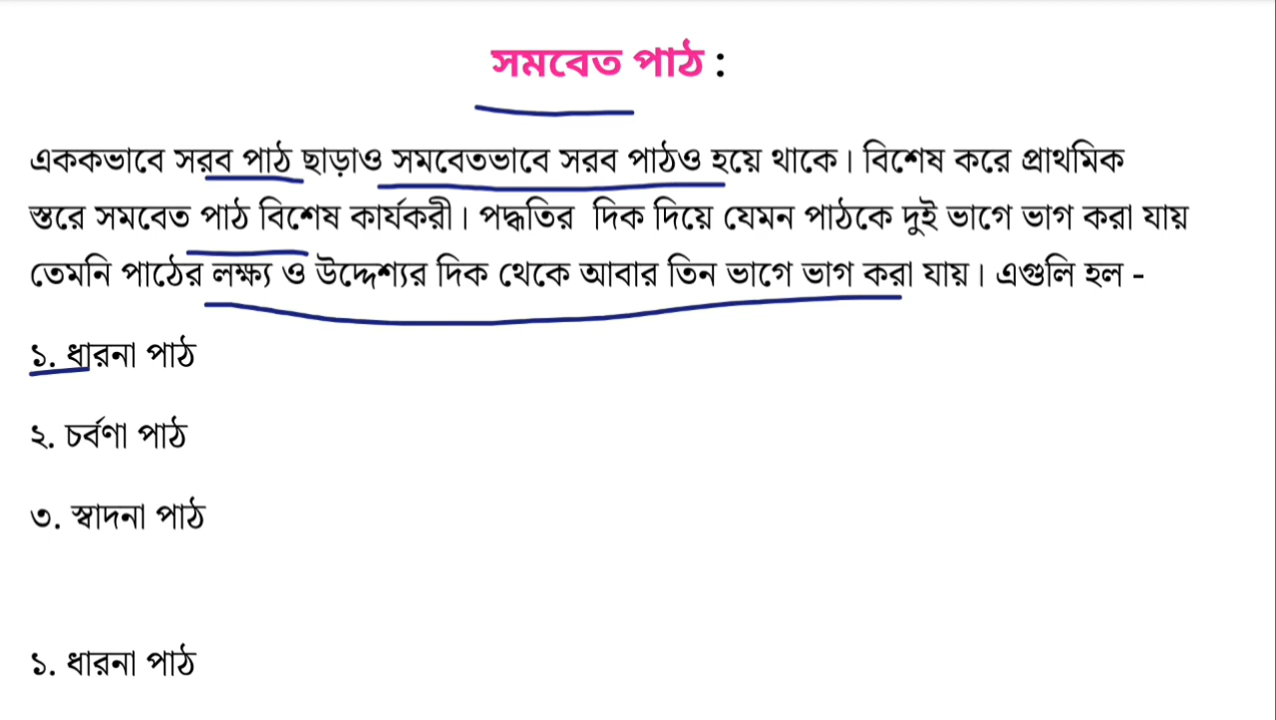 সমবেত পাঠ :
এককভাবে সরব পাঠ ছাড়াও সমবেতভাবে সরব পাঠও হয়ে থাকে। বিশেষ করে প্রাথমিক
স্তরে সমবেত পাঠ বিশেষ কার্যকরী। পদ্ধতির দিক দিয়ে যেমন পাঠকে দুই ভাগে ভাগ করা যায়
তেমনি পাঠের লক্ষ্য ও উদ্দেশ্যর দিক থেকে আবার তিন ভাগে ভাগ করা যায়। এগুলি হল -
১. ধারনা পাঠ
২. চর্বণা পাঠ
৩. স্বাদনা পাঠ
১. ধারনা পাঠ